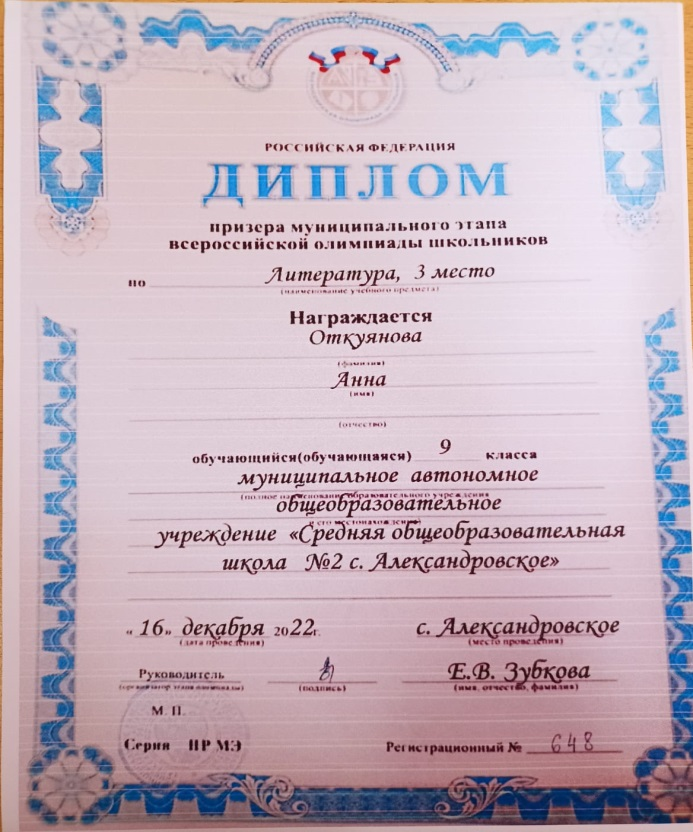 РОССИЙСКАЯ ФЕДЕРАЦИЯ
ДИПЛОМ
призера муниципального этапа
всероссийской олимпиады школьников
по Литература, 3 место
(наименование учебного предмета)
Награждается
Откуянова
(фамилия)
Анна
(имя)
(отчество)
обучающийся(обучающаяся) 9 класса
муниципальное автономное
(полное наименование образовательного учреждения
общеобразовательное
и его местонахождение)
учреждение «Средняя общеобразовательная
школа №2 с. Александровское»
« 16» декабря 2022г. с. Александровское
(дата проведения) (место проведения)
Руководитель Е.В. Зубкова
(организатор этапа олимпиады) (подпись) (имя, отчество, фамилия)
М. П.
Серия ПР МЭ Регистрационный № 648